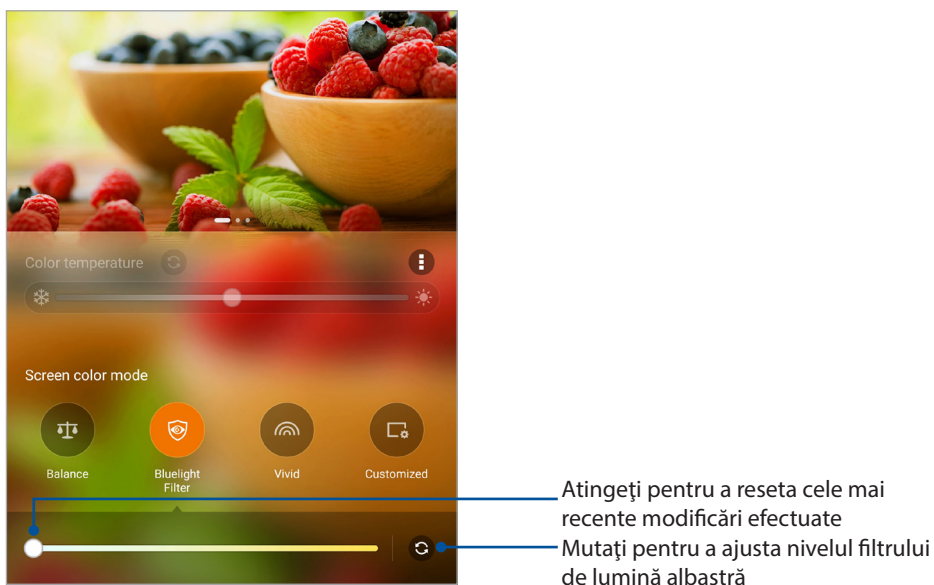 Color temperature
Screen color mode
Balance
Bluelight
Filter
Vivid
Customized
Atingeţi pentru a reseta cele mai
recente modificări efectuate
Mutaţi pentru a ajusta nivelul filtrului
de lumină albastră